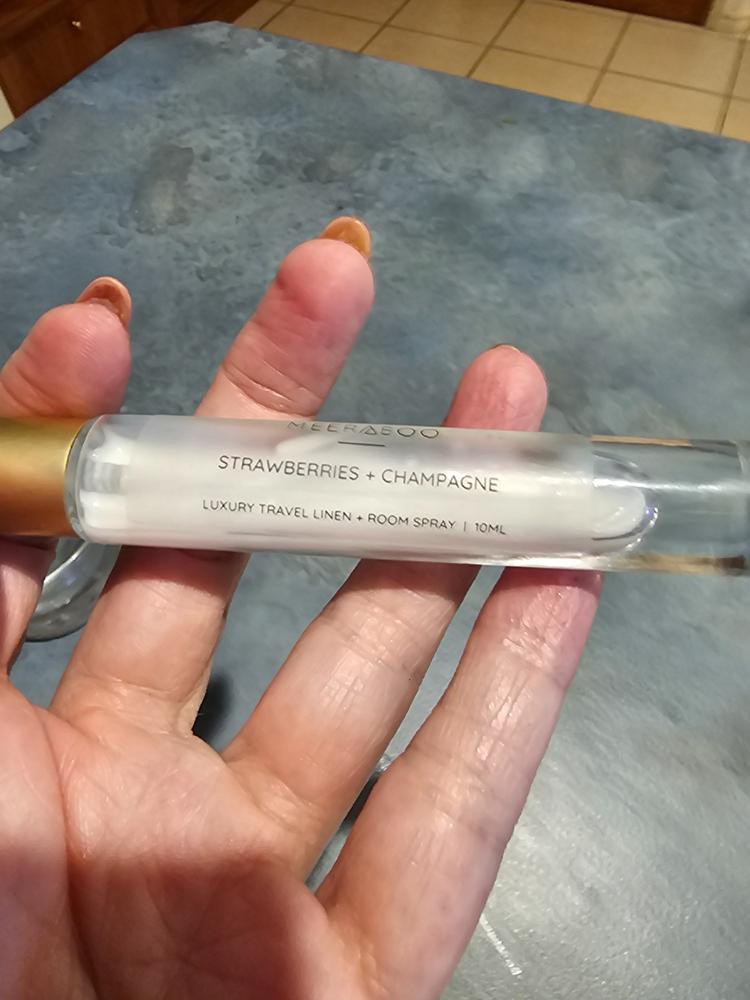 MEERABOO
STRAWBERRIES + CHAMPAGNE
LUXURY TRAVEL LINEN + ROOM SPRAY | 10ML